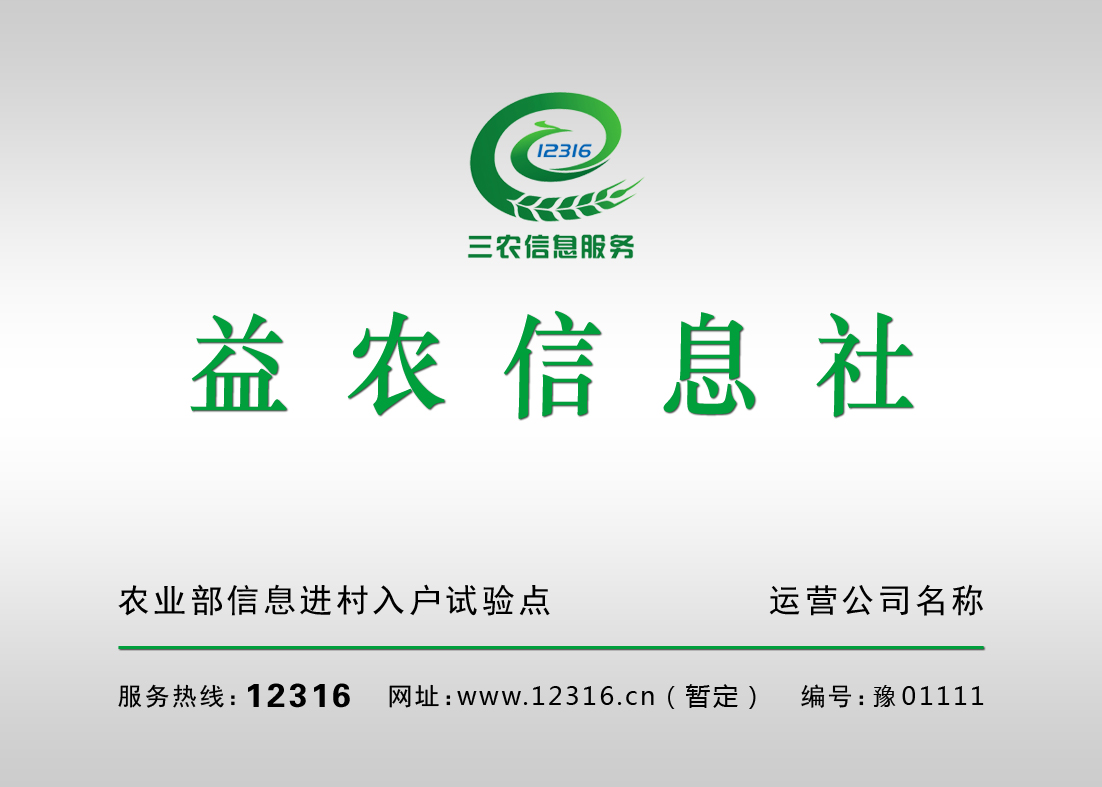 12316
三农信息服务
益农信息社
农业部信息进村入户试验点 运营公司名称
服务热线:12316 网址:www.12316.cn(暂定) 编号:豫01111